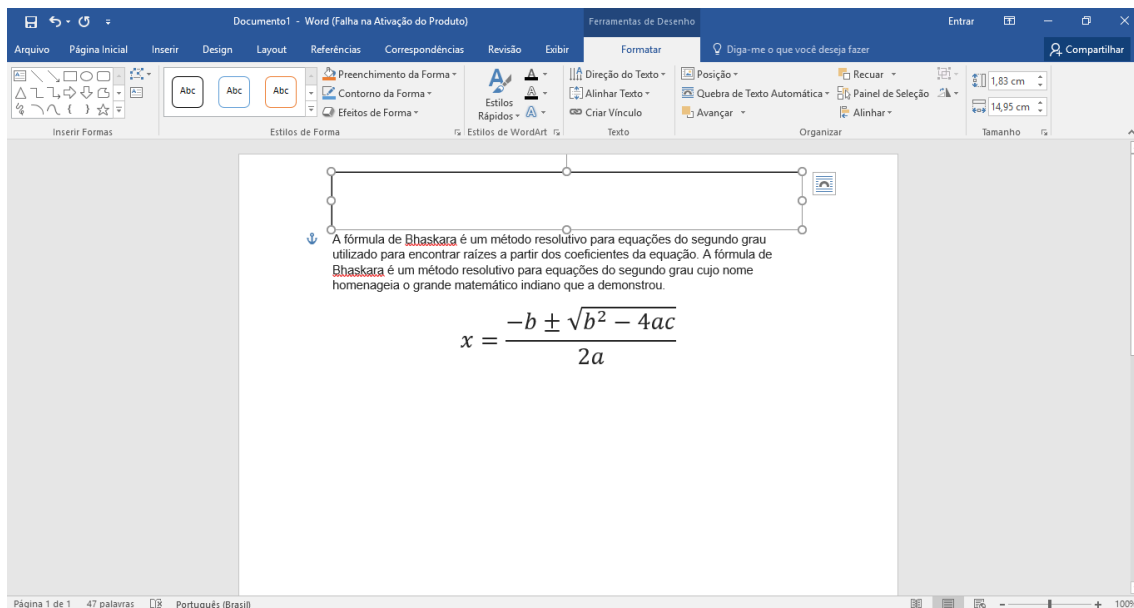 Documento1 - Word (Falha na Ativação do Produto)
Ferramentas de Desenho
Entrar
Arquivo Página Inicial Inserir Design Layout Referências Correspondências Revisão Exibir Formatar Diga-me o que você deseja fazer Compartilhar
Abc Abc Abc
Preenchimento da Forma
Contorno da Forma
Efeitos de Forma
Estilos Rápidos
Direção do Texto
Alinhar Texto
Criar Vínculo
Posição
Quebra de Texto Automática
Avançar
Recuar
Painel de Seleção
Alinhar
1,83 cm
14,95 cm
Inserir Formas Estilos de Forma Estilos de WordArt Texto Organizar Tamanho
A fórmula de Bhaskara é um método resolutivo para equações do segundo grau
utilizado para encontrar raízes a partir dos coeficientes da equação. A fórmula de
Bhaskara é um método resolutivo para equações do segundo grau cujo nome
homenageia o grande matemático indiano que a demonstrou.
x = −b ± √b² − 4ac / 2a
Página 1 de 1 47 palavras Português (Brasil) 100%